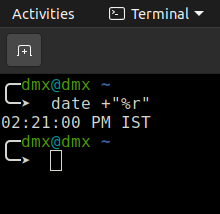 Activities Terminal
dmx@dmx ~
date +"%r"
02:21:00 PM IST
dmx@dmx ~